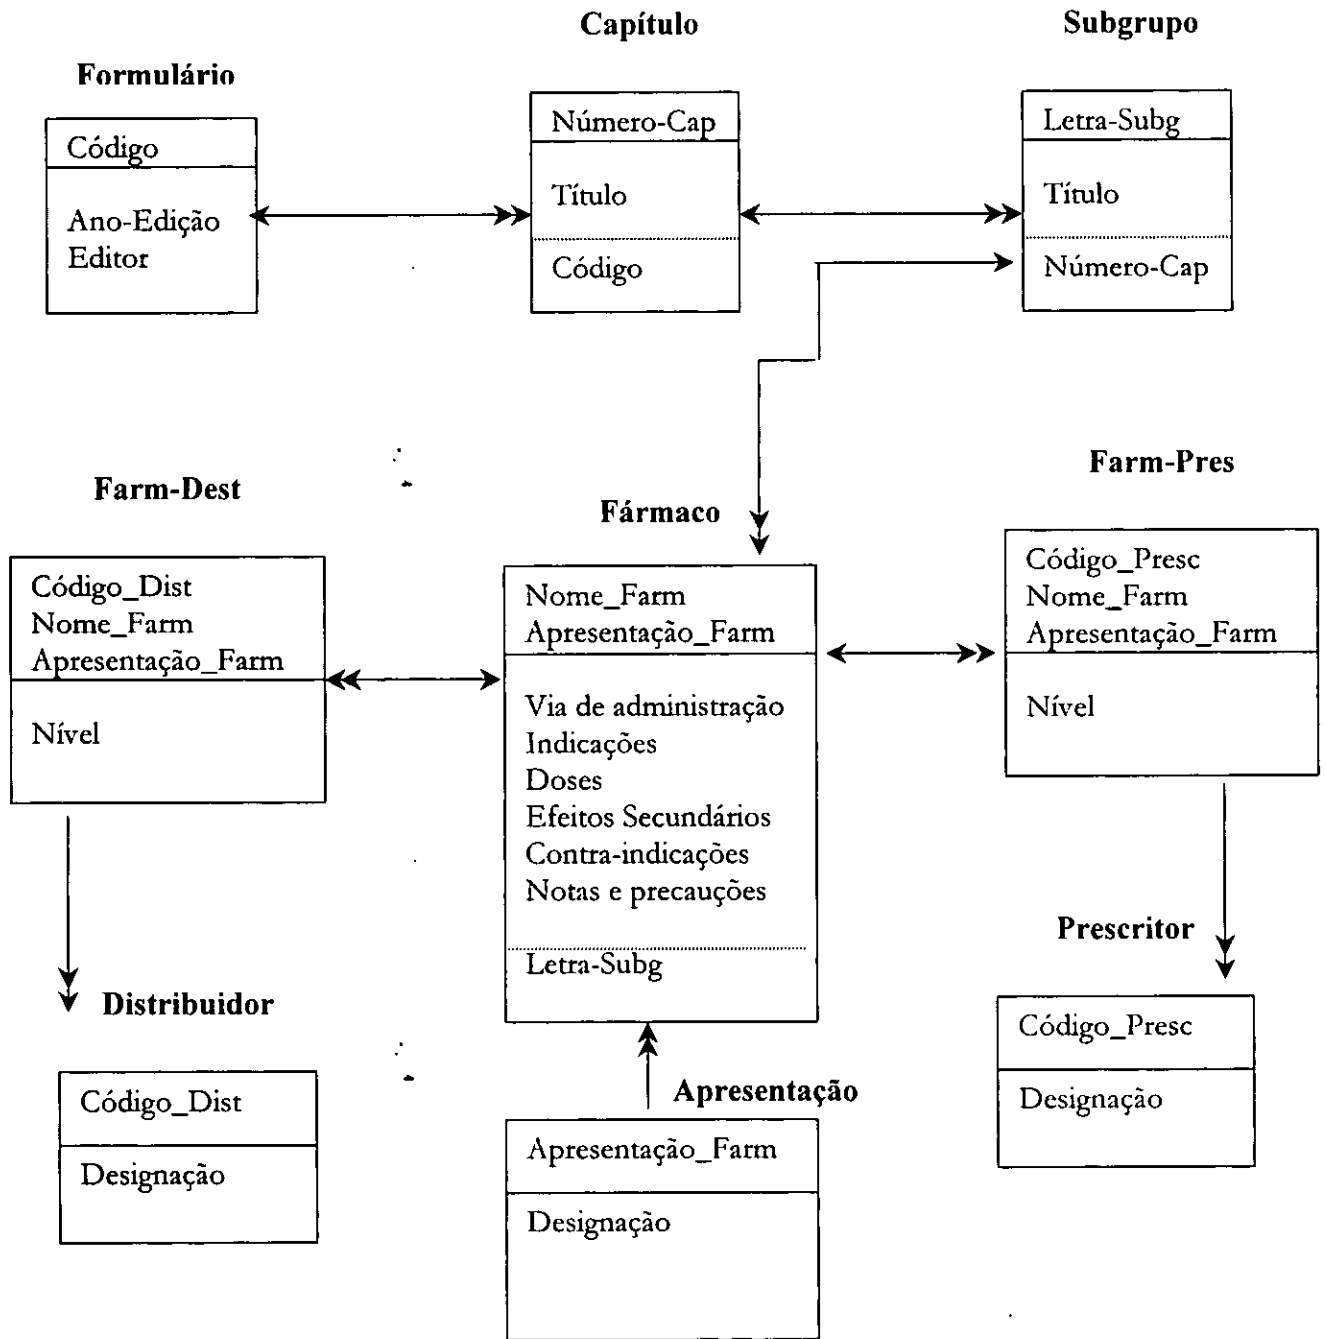 Formulário
Código
Ano-Edição
Editor
Capítulo
Número-Cap
Título
Código
Subgrupo
Letra-Subg
Título
Número-Cap
Farm-Dest
Código_Dist
Nome_Farm
Apresentação_Farm
Nível
Fármaco
Nome_Farm
Apresentação_Farm
Via de administração
Indicações
Doses
Efeitos Secundários
Contra-indicações
Notas e precauções
Letra-Subg
Farm-Pres
Código_Presc
Nome_Farm
Apresentação_Farm
Nível
Distribuidor
Código_Dist
Designação
Apresentação
Apresentação_Farm
Designação
Prescritor
Código_Presc
Designação